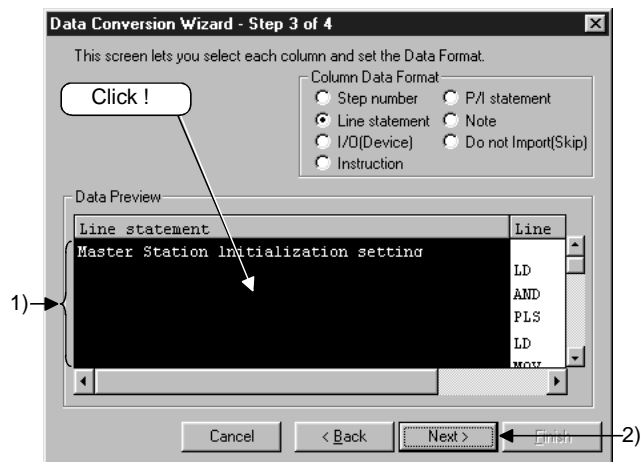 Data Conversion Wizard - Step 3 of 4
This screen lets you select each column and set the Data Format.
Click !
Column Data Format
Step number
P/I statement
Line statement
Note
I/O(Device)
Do not Import(Skip)
Instruction
Data Preview
Line statement
Line
Master Station Initialization setting
LD
AND
PLS
LD
MOV
1)
Cancel
< Back
Next >
Finish
2)